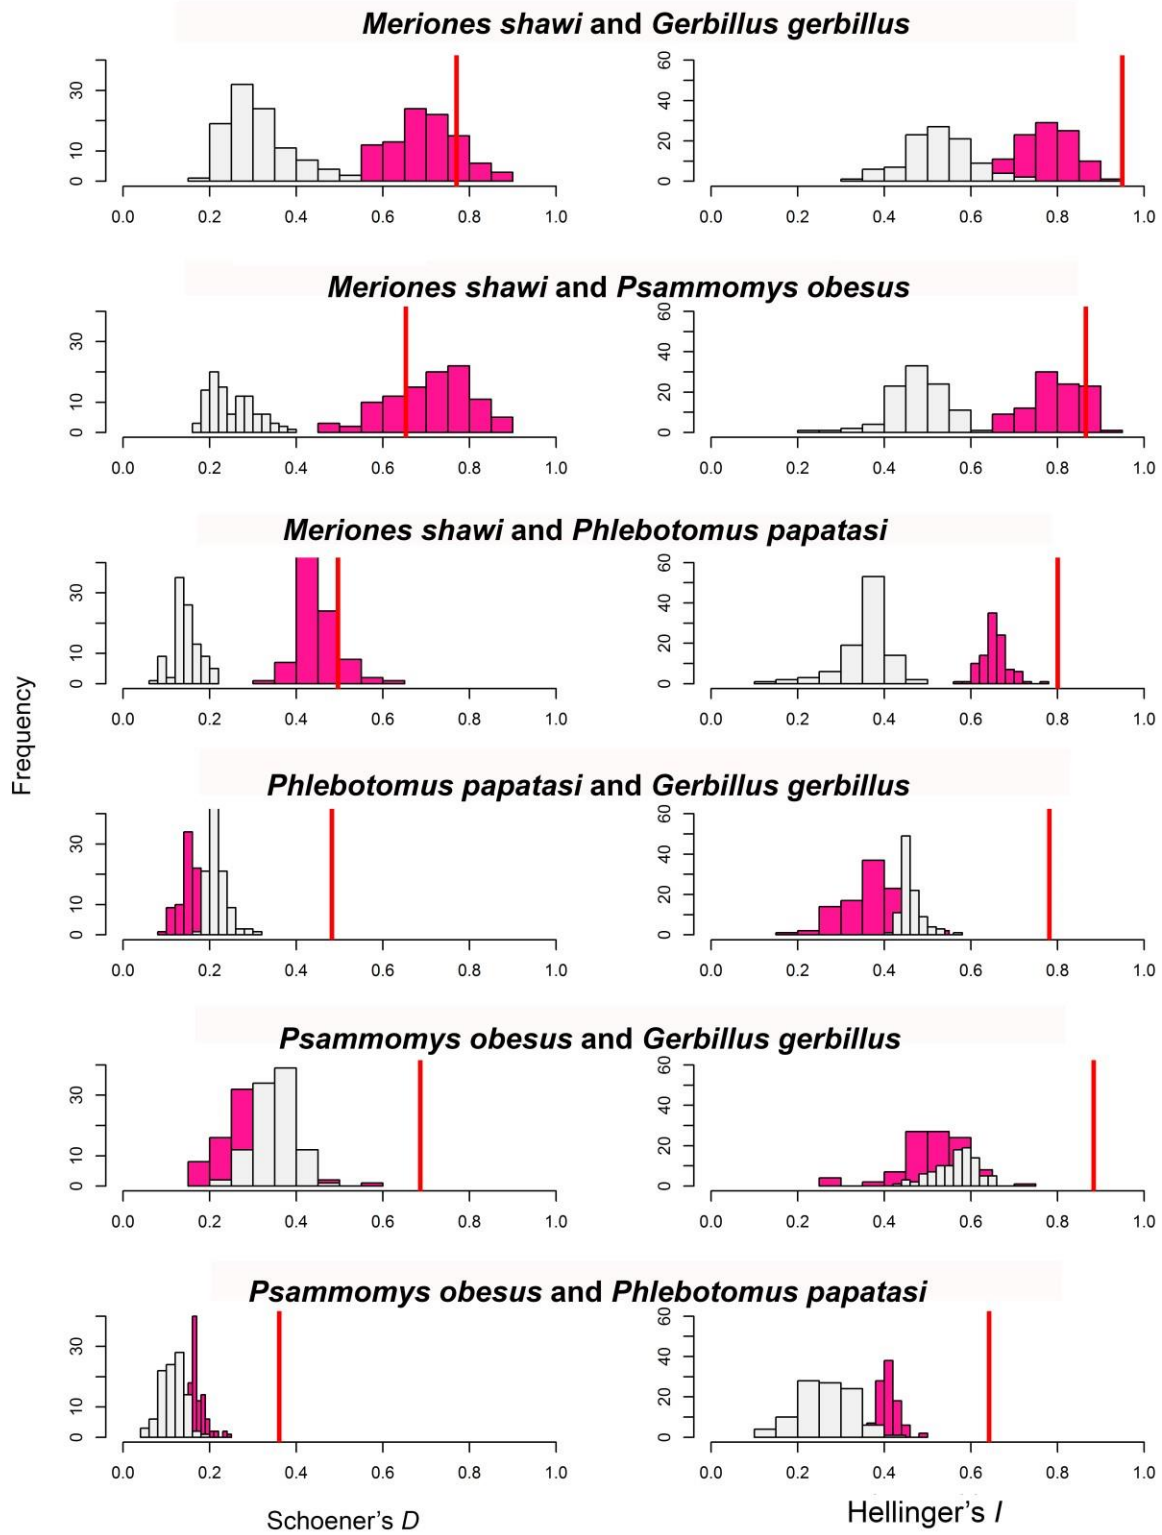 Meriones shawi and Gerbillus gerbillus
0 10 30
0 20 40 60
0.0 0.2 0.4 0.6 0.8 1.0
0.0 0.2 0.4 0.6 0.8 1.0
Meriones shawi and Psammomys obesus
0 10 30
0 20 40 60
0.0 0.2 0.4 0.6 0.8 1.0
0.0 0.2 0.4 0.6 0.8 1.0
Meriones shawi and Phlebotomus papatasi
0 10 30
0 20 40 60
0.0 0.2 0.4 0.6 0.8 1.0
0.0 0.2 0.4 0.6 0.8 1.0
Frequency
Phlebotomus papatasi and Gerbillus gerbillus
0 10 30
0 20 40 60
0.0 0.2 0.4 0.6 0.8 1.0
0.0 0.2 0.4 0.6 0.8 1.0
Psammomys obesus and Gerbillus gerbillus
0 10 30
0 20 40 60
0.0 0.2 0.4 0.6 0.8 1.0
0.0 0.2 0.4 0.6 0.8 1.0
Psammomys obesus and Phlebotomus papatasi
0 10 30
0 20 40 60
0.0 0.2 0.4 0.6 0.8 1.0
0.0 0.2 0.4 0.6 0.8 1.0
Schoener's D
Hellinger's I